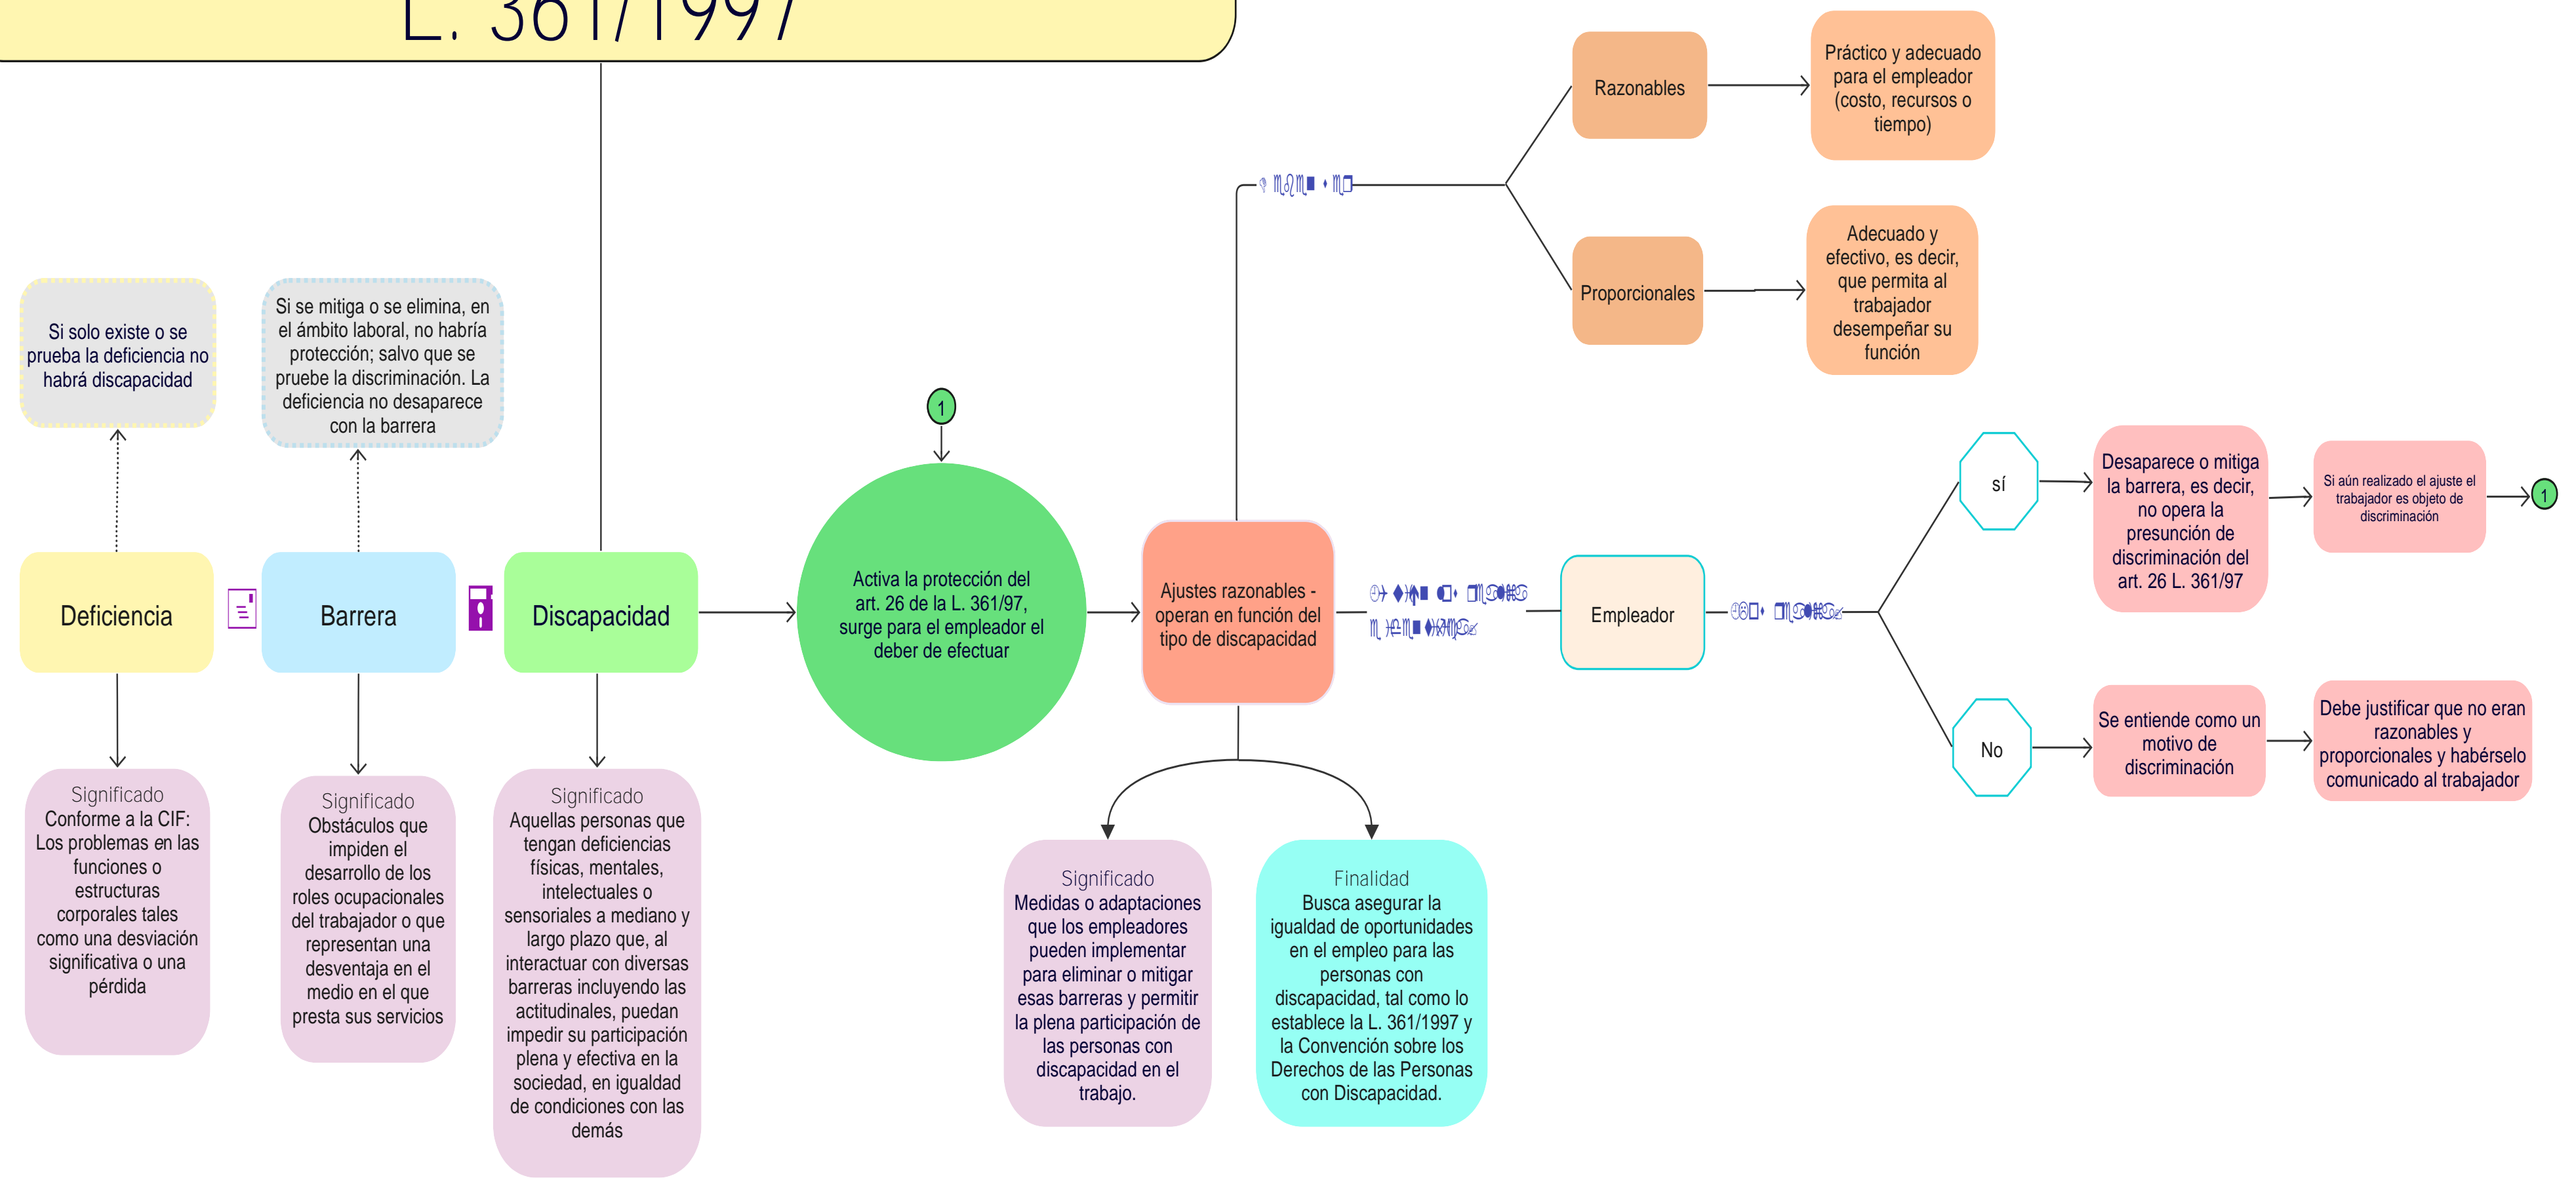 L. 361/1997
Razonables
Práctico y adecuado
para el empleador
(costo, recursos o
tiempo)
Proporcionales
Adecuado y
efectivo, es decir,
que permita al
trabajador
desempeñar su
función
Si solo existe o se
prueba la deficiencia no
habrá discapacidad
Si se mitiga o se elimina, en
el ámbito laboral, no habría
protección; salvo que se
pruebe la discriminación. La
deficiencia no desaparece
con la barrera
1
Deficiencia
Barrera
Discapacidad
Activa la protección del
art. 26 de la L. 361/97,
surge para el empleador el
deber de efectuar
Ajustes razonables -
operan en función del
tipo de discapacidad
Empleador
sí
Desaparece o mitiga
la barrera, es decir,
no opera la
presunción de
discriminación del
art. 26 L. 361/97
Si aún realizado el ajuste el
trabajador es objeto de
discriminación
1
No
Se entiende como un
motivo de
discriminación
Debe justificar que no eran
razonables y
proporcionales y habérselo
comunicado al trabajador
Significado
Conforme a la CIF:
Los problemas en las
funciones o
estructuras
corporales tales
como una desviación
significativa o una
pérdida
Significado
Obstáculos que
impiden el
desarrollo de los
roles ocupacionales
del trabajador o que
representan una
desventaja en el
medio en el que
presta sus servicios
Significado
Aquellas personas que
tengan deficiencias
físicas, mentales,
intelectuales o
sensoriales a mediano y
largo plazo que, al
interactuar con diversas
barreras incluyendo las
actitudinales, puedan
impedir su participación
plena y efectiva en la
sociedad, en igualdad
de condiciones con las
demás
Significado
Medidas o adaptaciones
que los empleadores
pueden implementar
para eliminar o mitigar
esas barreras y permitir
la plena participación de
las personas con
discapacidad en el
trabajo.
Finalidad
Busca asegurar la
igualdad de oportunidades
en el empleo para las
personas con
discapacidad, tal como lo
establece la L. 361/1997 y
la Convención sobre los
Derechos de las Personas
con Discapacidad.